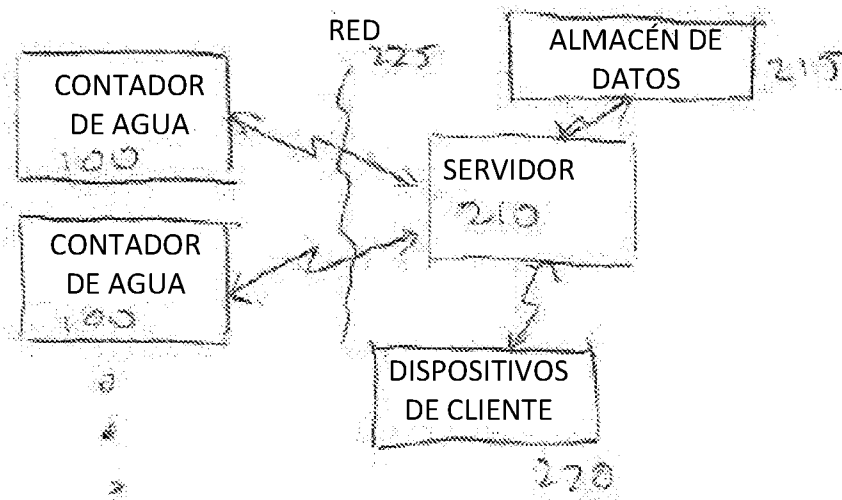 RED
225
ALMACÉN DE
DATOS
215
CONTADOR
DE AGUA
100
SERVIDOR
210
CONTADOR
DE AGUA
100
DISPOSITIVOS
DE CLIENTE
220